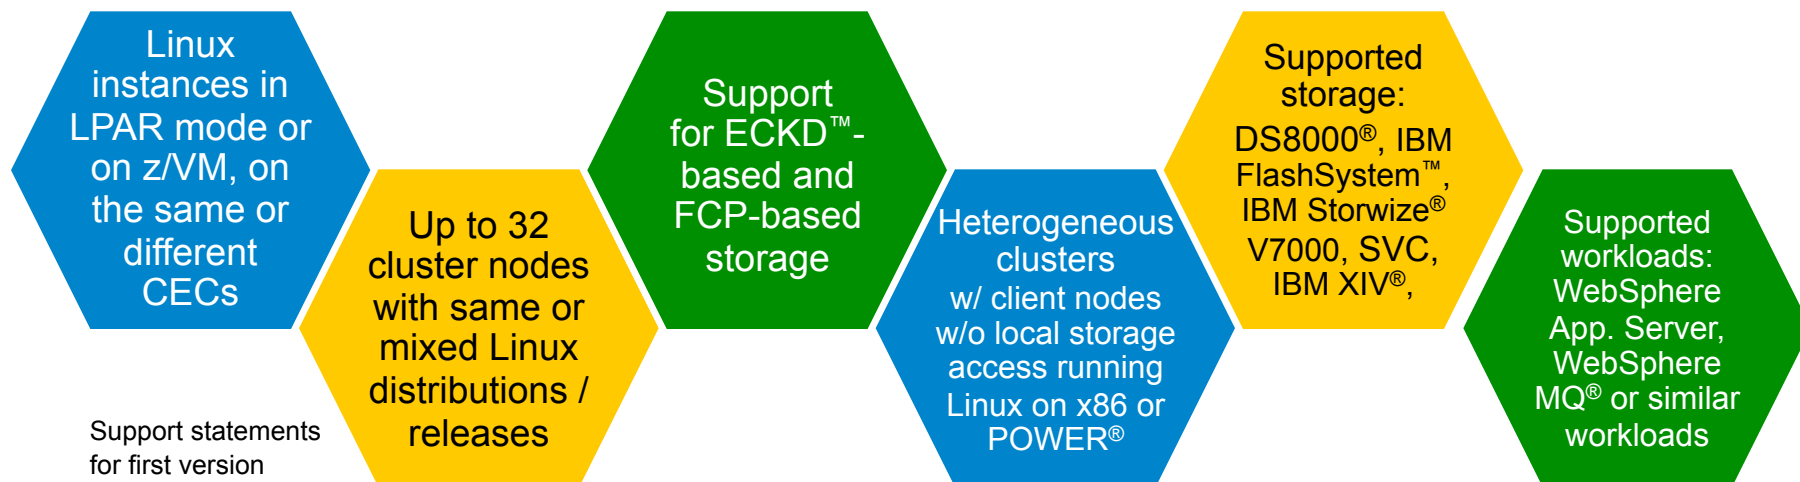 Linux
instances in
LPAR mode or
on z/VM, on
the same or
different
CECs
Up to 32
cluster nodes
with same or
mixed Linux
distributions /
releases
Support
for ECKD™-
based and
FCP-based
storage
Heterogeneous
clusters
w/ client nodes
w/o local storage
access running
Linux on x86 or
POWER®
Supported
storage:
DS8000®, IBM
FlashSystem™,
IBM Storwize®
V7000, SVC,
IBM XIV®,
Supported
workloads:
WebSphere
App. Server,
WebSphere
MQ® or similar
workloads
Support statements
for first version